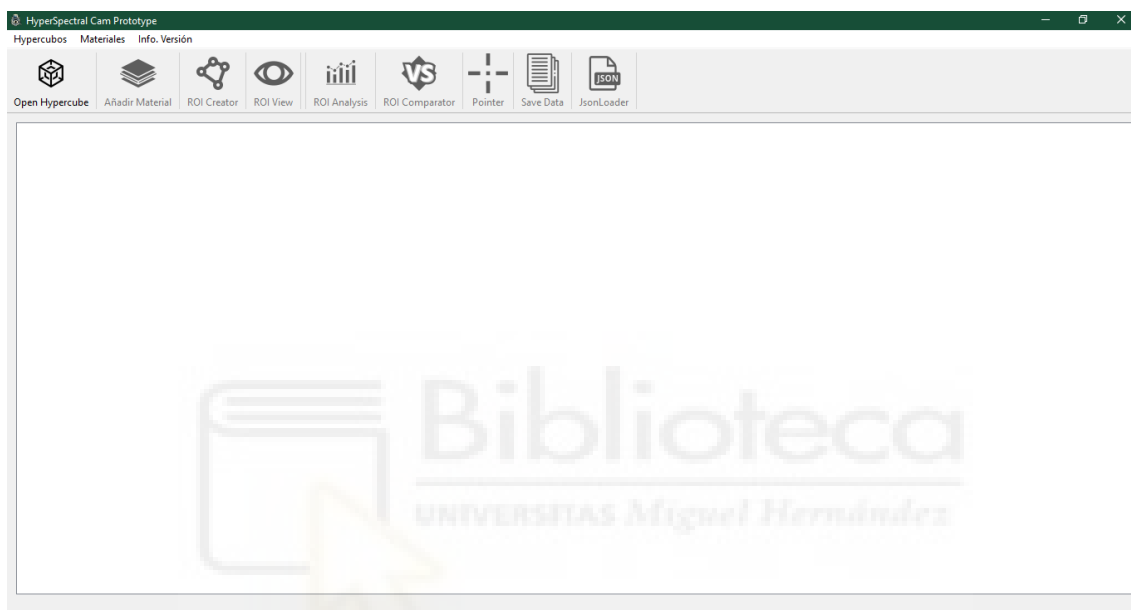 HyperSpectral Cam Prototype
Hypercubos Materiales Info. Versión
VS JSON
Open Hypercube Añadir Material ROI Creator ROI View ROI Analysis ROI Comparator Pointer Save Data JsonLoader
Biblioteca
UNIVERSITAS Miguel Hernández